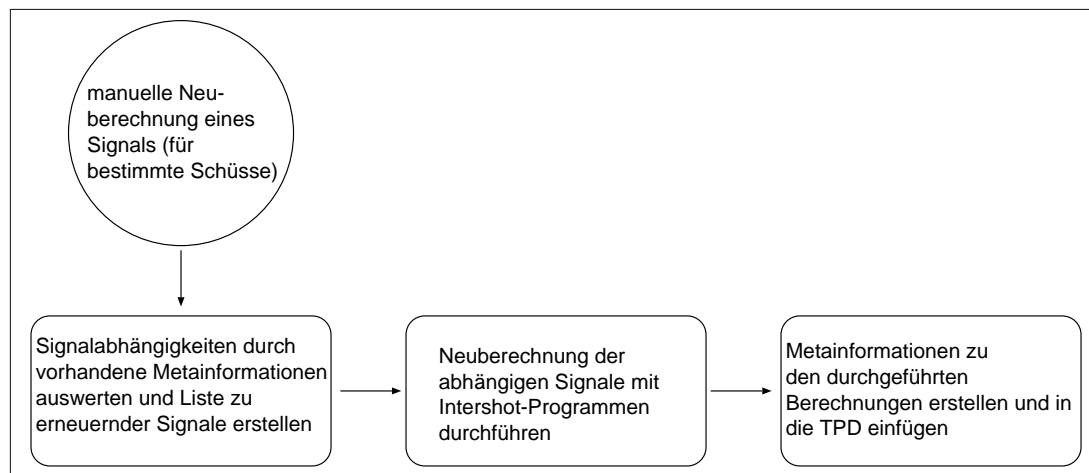 manuelle Neu-
berechnung eines
Signals (für
bestimmte Schüsse)
Signalabhängigkeiten durch
vorhandene Metainformationen
auswerten und Liste zu
erneuernder Signale erstellen
Neuberechnung der
abhängigen Signale mit
Intershot-Programmen
durchführen
Metainformationen zu
den durchgeführten
Berechnungen erstellen und in
die TPD einfügen